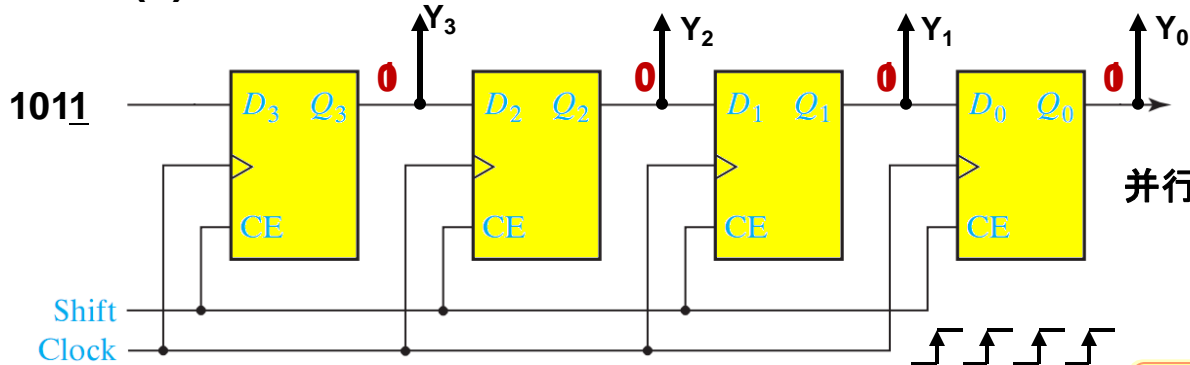 Y3 Y2 Y1 Y0
0 0 0 0
1011 D3 Q3 D2 Q2 D1 Q1 D0 Q0
并行
CE CE CE CE
Shift
Clock